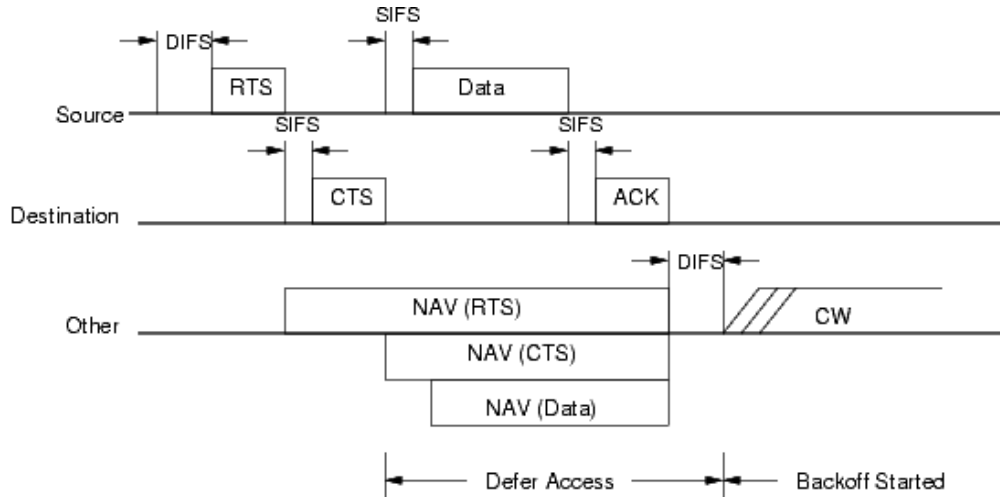 SIFS
DIFS
RTS
Data
Source
SIFS
SIFS
CTS
ACK
Destination
DIFS
NAV (RTS)
Other
CW
NAV (CTS)
NAV (Data)
Defer Access
Backoff Started